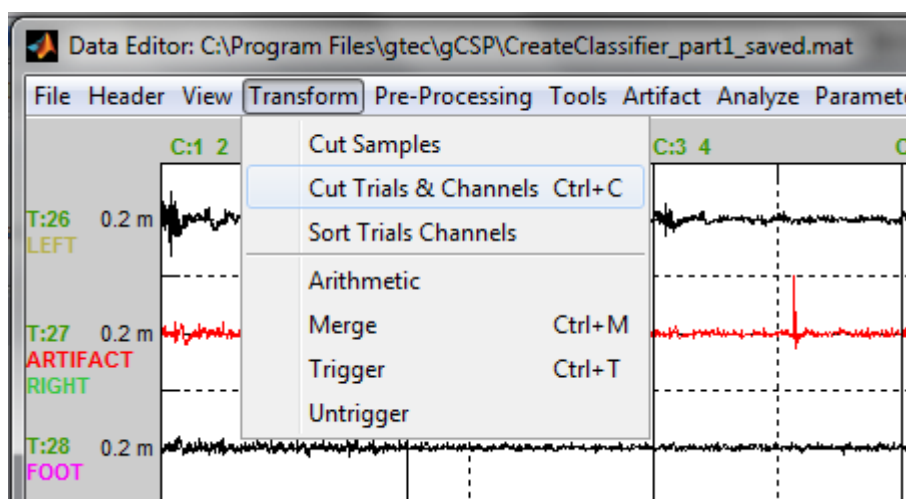 Data Editor: C:\Program Files\gtec\gCSP\CreateClassifier_part1_saved.mat
File Header View Transform Pre-Processing Tools Artifact Analyze Paramet
C:1 2
C:3 4
C
Cut Samples
Cut Trials & Channels Ctrl+C
Sort Trials Channels
Arithmetic
Merge Ctrl+M
Trigger Ctrl+T
Untrigger
T:26 0.2 m
LEFT
T:27 0.2 m
ARTIFACT
RIGHT
T:28 0.2 m
FOOT